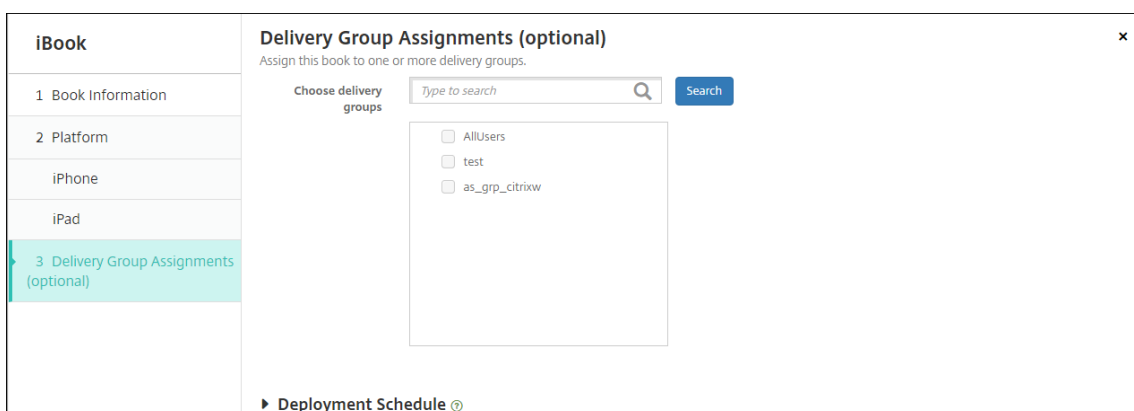 iBook
1 Book Information
2 Platform
iPhone
iPad
3 Delivery Group Assignments
(optional)
Delivery Group Assignments (optional)
Assign this book to one or more delivery groups.
Choose delivery
groups
Type to search
Search
AllUsers
test
as_grp_citrixw
Deployment Schedule